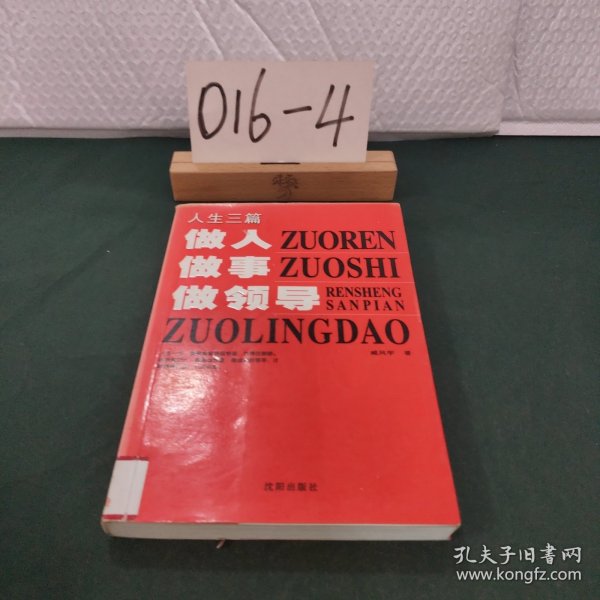 016-4
人生三篇
做人 ZUOREN
做事 ZUOSHI
做领导 RENSHENG
SANPIAN
ZUOLINGDAO
著
沈阳出版社
孔夫子旧书网
www.kongfz.com